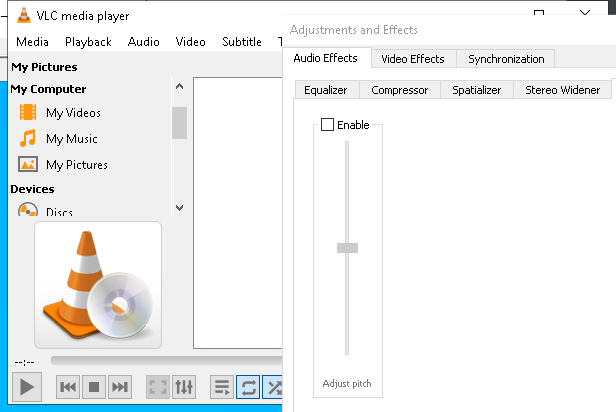 VLC media player
Media Playback Audio Video Subtitle
My Pictures
My Computer
My Videos
My Music
My Pictures
Devices
Discs
--:--
Adjustments and Effects
Audio Effects Video Effects Synchronization
Equalizer Compressor Spatializer Stereo Widener
Enable
Adjust pitch